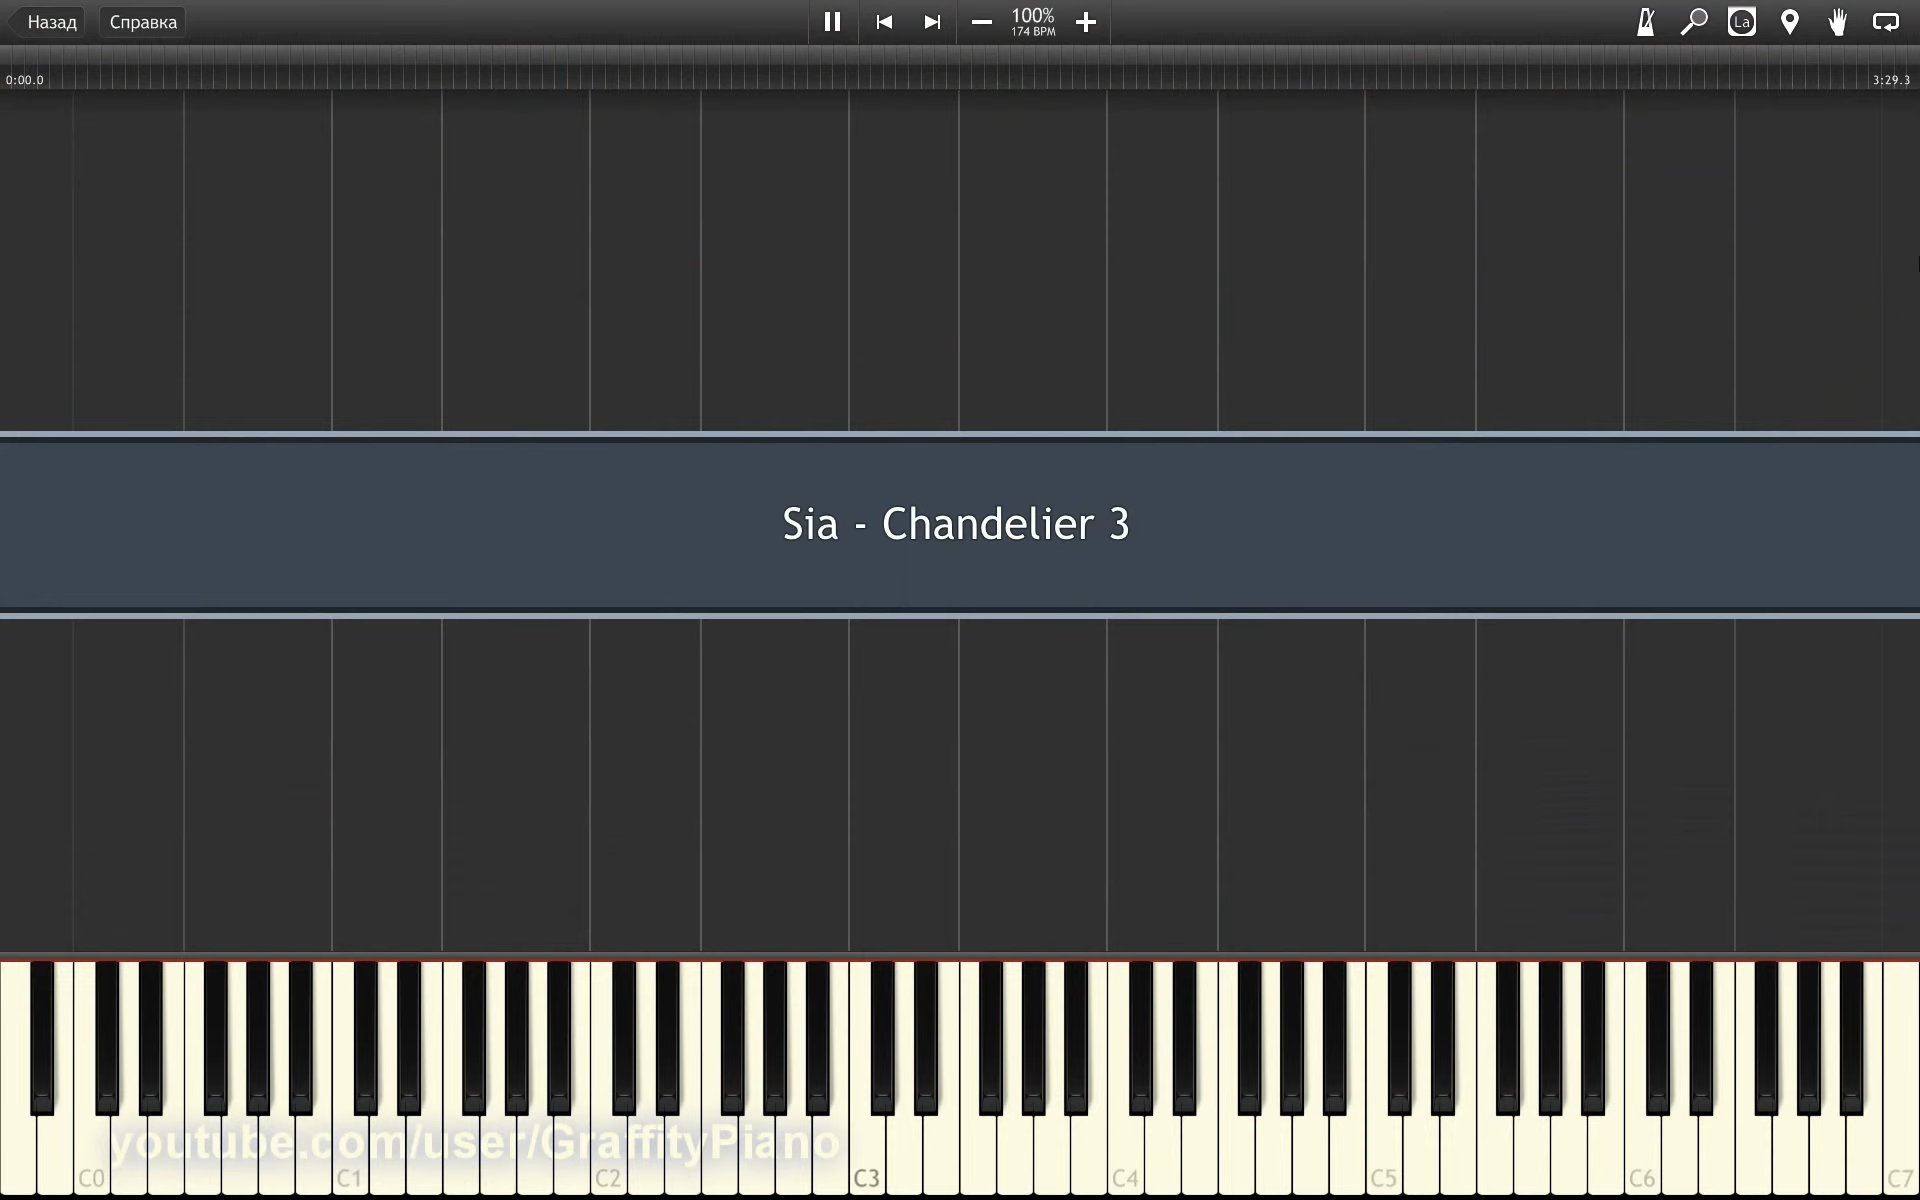 Назад
Справка
100%
174 BPM
La
0:00.0
3:29.3
Sia - Chandelier 3
youtube.com/user/GraffityPiano
C0
C1
C2
C3
C4
C5
C6
C7